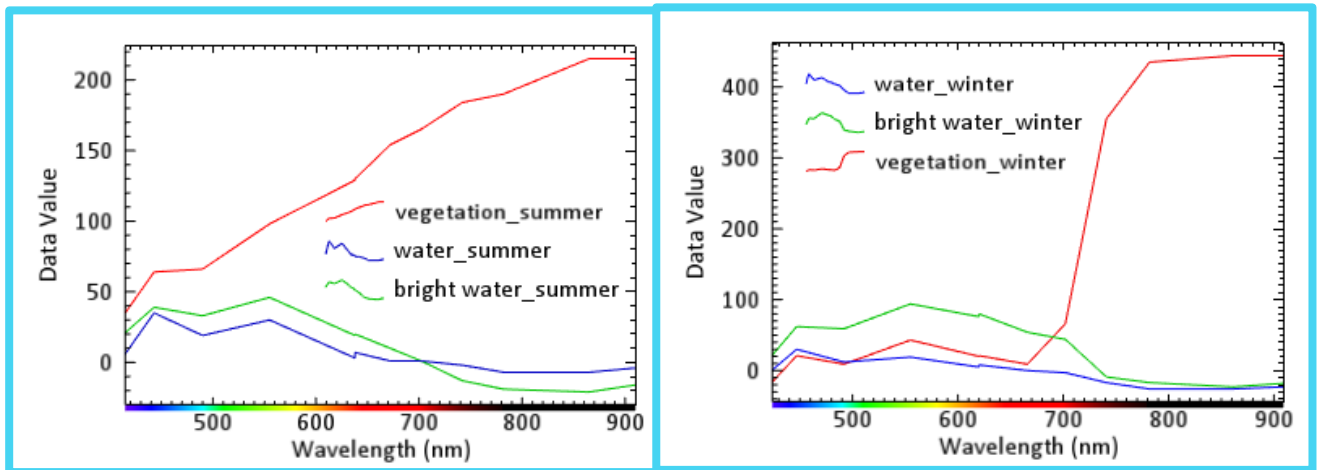 200
150
100
50
0
Data Value
vegetation_summer
water_summer
bright water_summer
500 600 700 800 900
Wavelength (nm)
400
300
200
100
0
Data Value
water_winter
bright water_winter
vegetation_winter
500 600 700 800 900
Wavelength (nm)